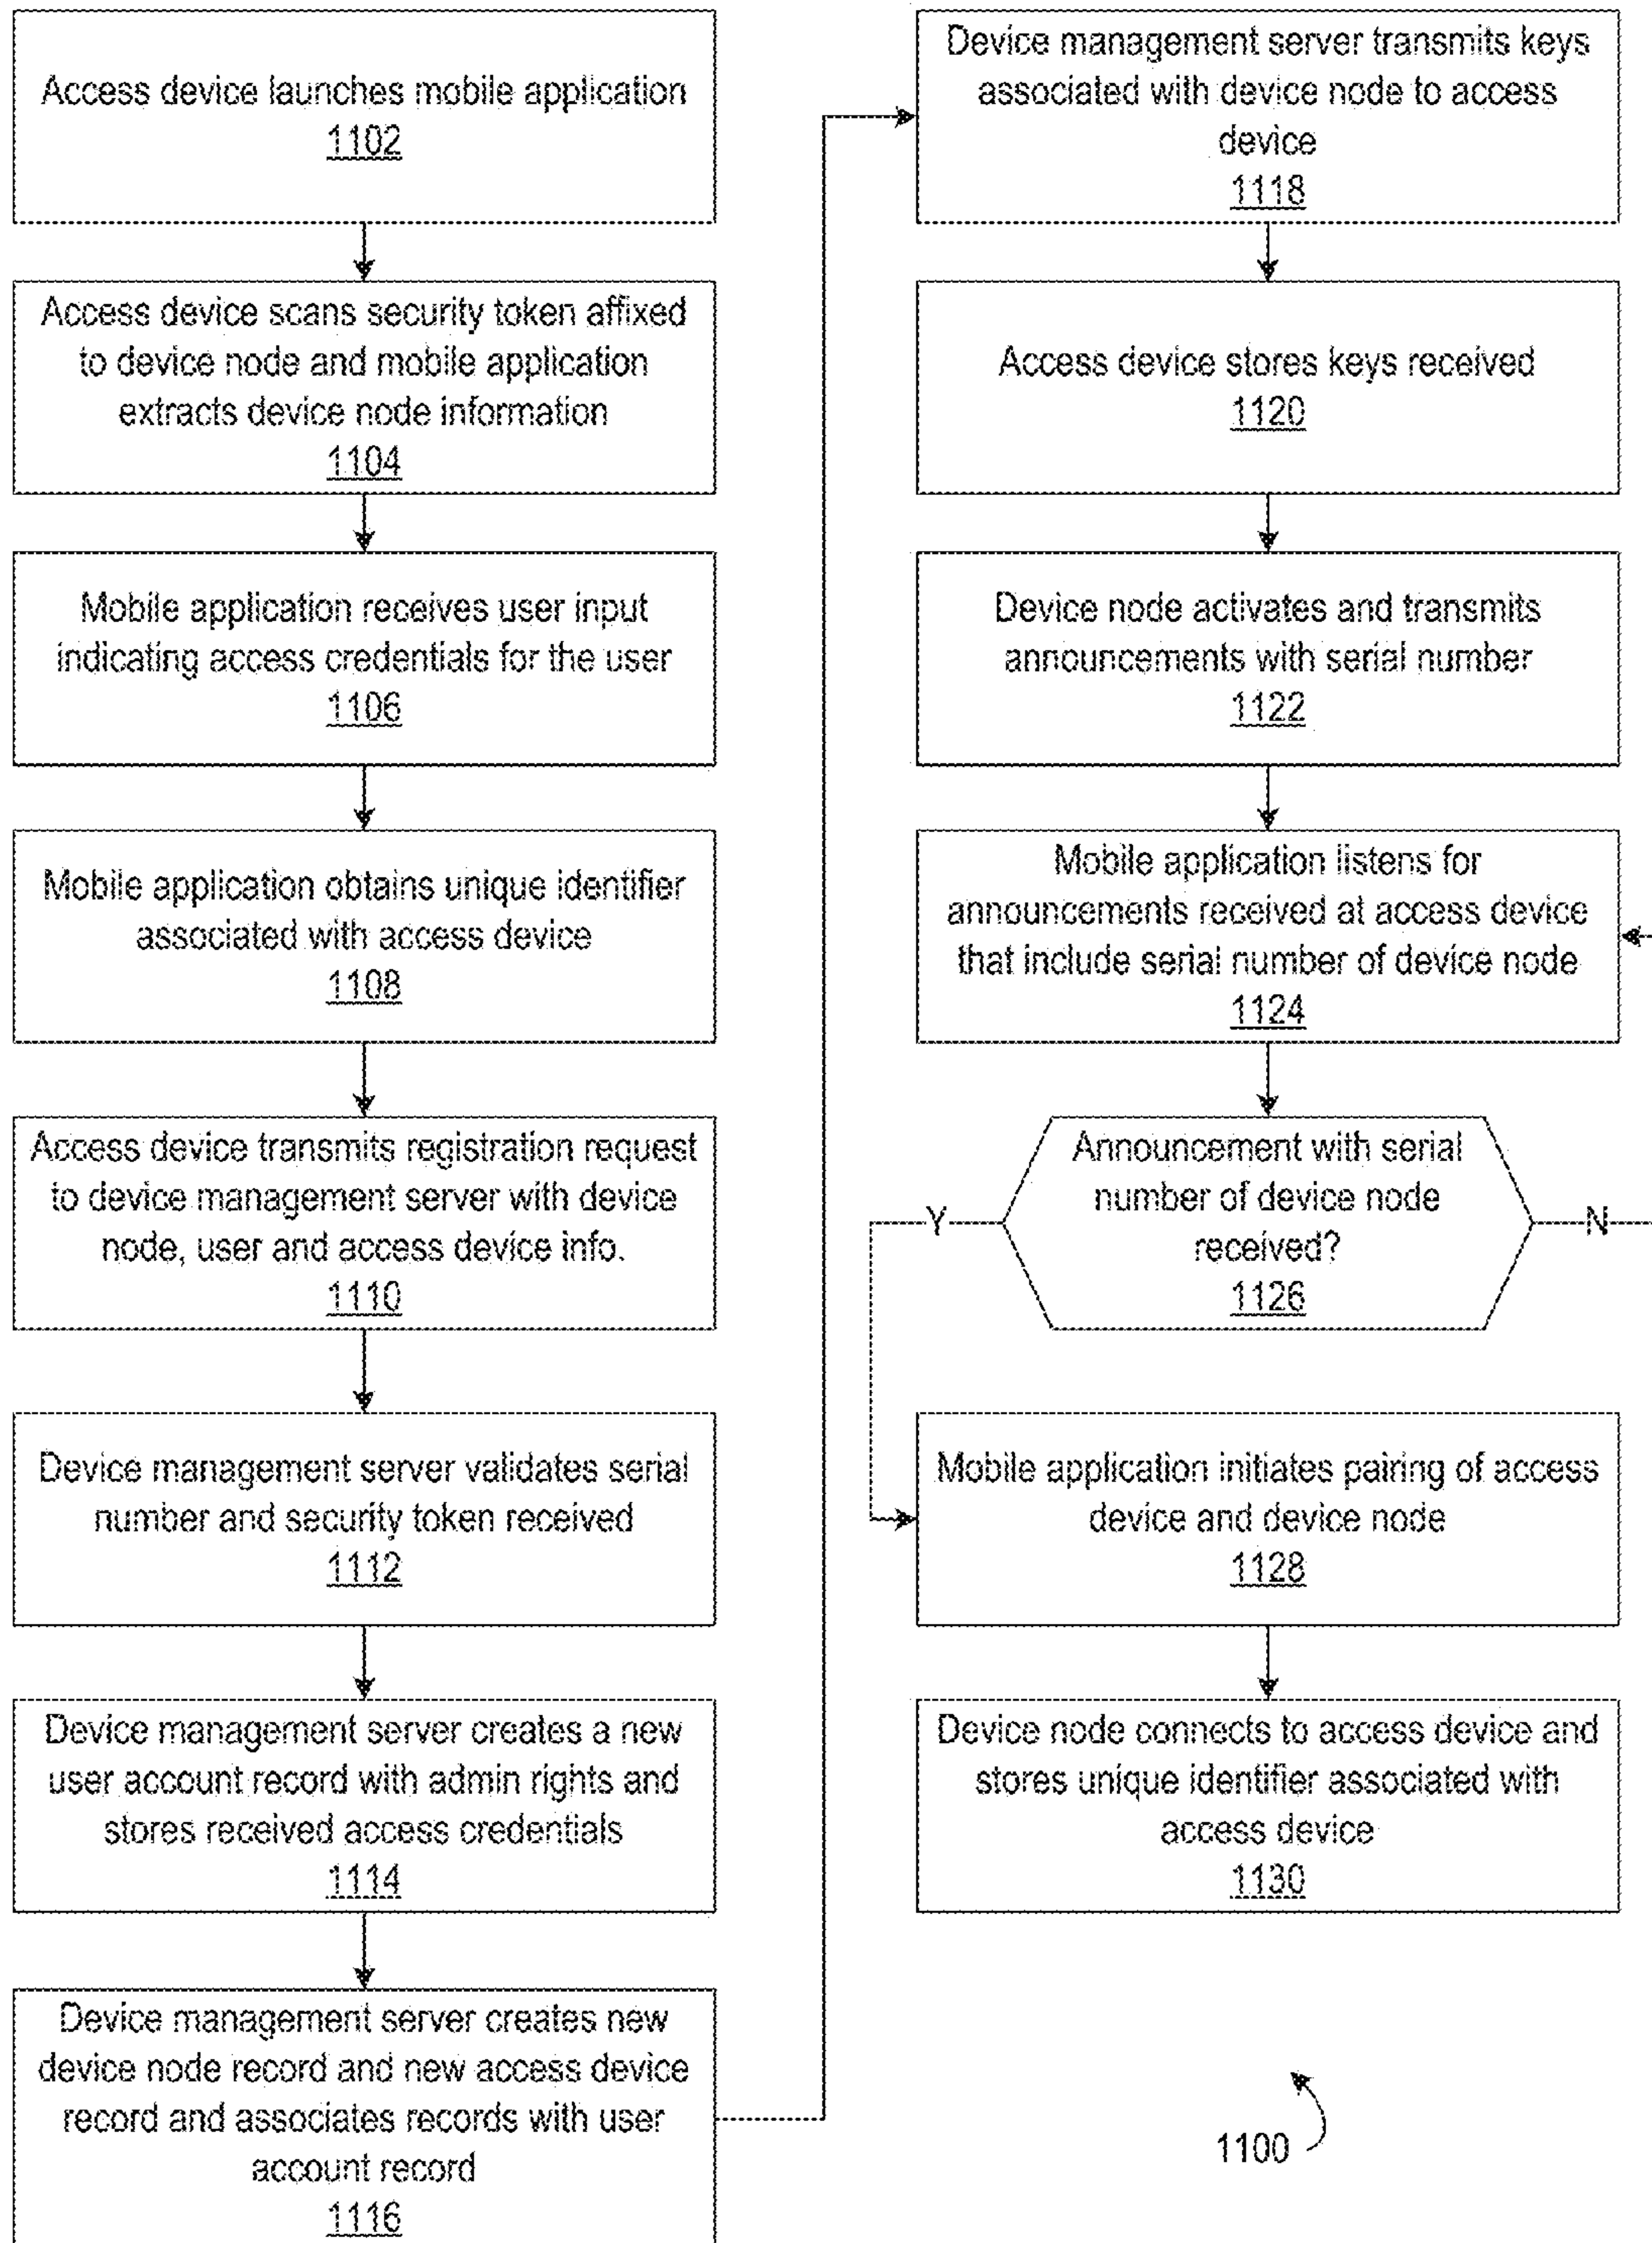 Access device launches mobile application
1102
Access device scans security token affixed
to device node and mobile application
extracts device node information
1104
Mobile application receives user input
indicating access credentials for the user
1106
Mobile application obtains unique identifier
associated with access device
1108
Access device transmits registration request
to device management server with device
node, user and access device info.
1110
Device management server validates serial
number and security token received
1112
Device management server creates a new
user account record with admin rights and
stores received access credentials
1114
Device management server creates new
device node record and new access device
record and associates records with user
account record
1116
Device management server transmits keys
associated with device node to access
device
1118
Access device stores keys received
1120
Device node activates and transmits
announcements with serial number
1122
Mobile application listens for
announcements received at access device
that include serial number of device node
1124
Announcement with serial
number of device node
received?
1126
Y
N
Mobile application initiates pairing of access
device and device node
1128
Device node connects to access device and
stores unique identifier associated with
access device
1130
1100